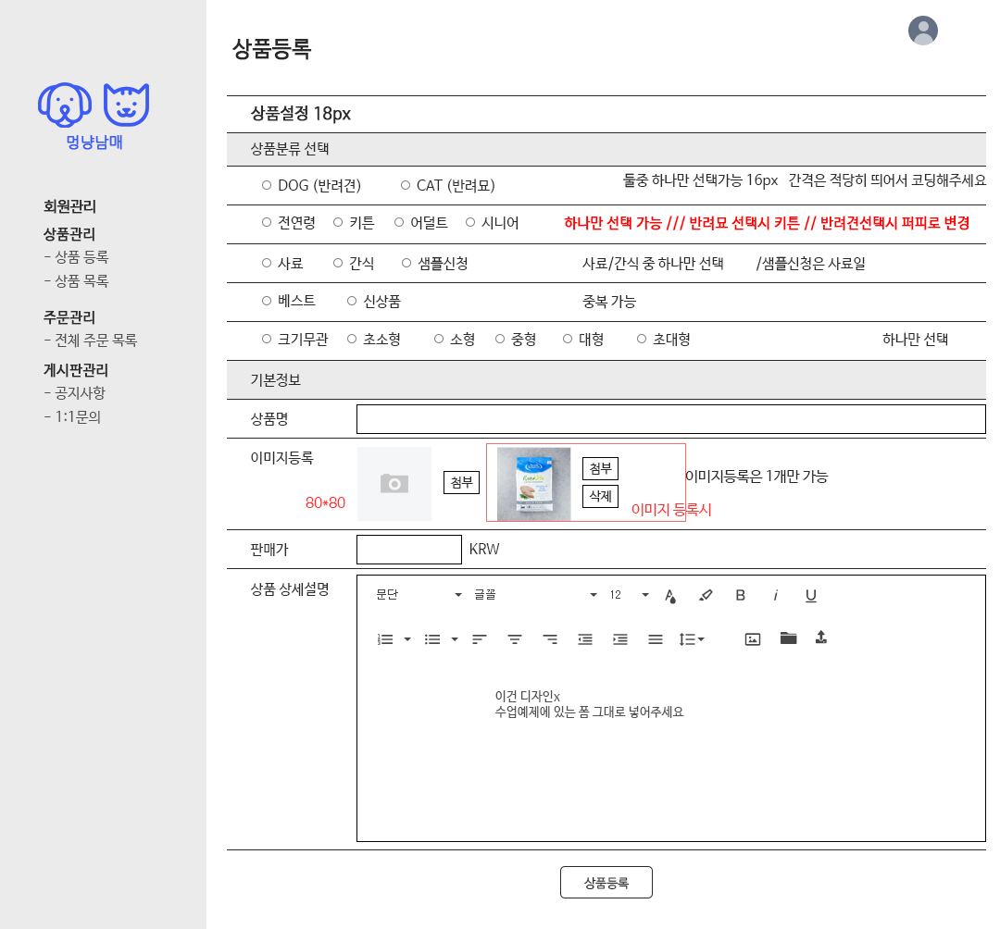 상품등록
멍냥남매
회원관리
상품관리
- 상품 등록
- 상품 목록
주문관리
- 전체 주문 목록
게시판관리
- 공지사항
- 1:1문의
상품설정 18px
상품분류 선택
DOG (반려견) CAT (반려묘) 둘중 하나만 선택가능 16px 간격은 적당히 띄어서 코딩해주세요
전연령 키튼 어덜트 시니어 하나만 선택 가능 /// 반려묘 선택시 키튼 // 반려견선택시 퍼피로 변경
사료 간식 샘플신청 사료/간식 중 하나만 선택 /샘플신청은 사료일
베스트 신상품 중복 가능
크기무관 초소형 소형 중형 대형 초대형 하나만 선택
기본정보
상품명
이미지등록
80*80
첨부
첨부
삭제
이미지등록은 1개만 가능
이미지 등록시
판매가 KRW
상품 상세설명
문단 글꼴 12 B i U
이건 디자인x
수업예제에 있는 폼 그대로 넣어주세요
상품등록